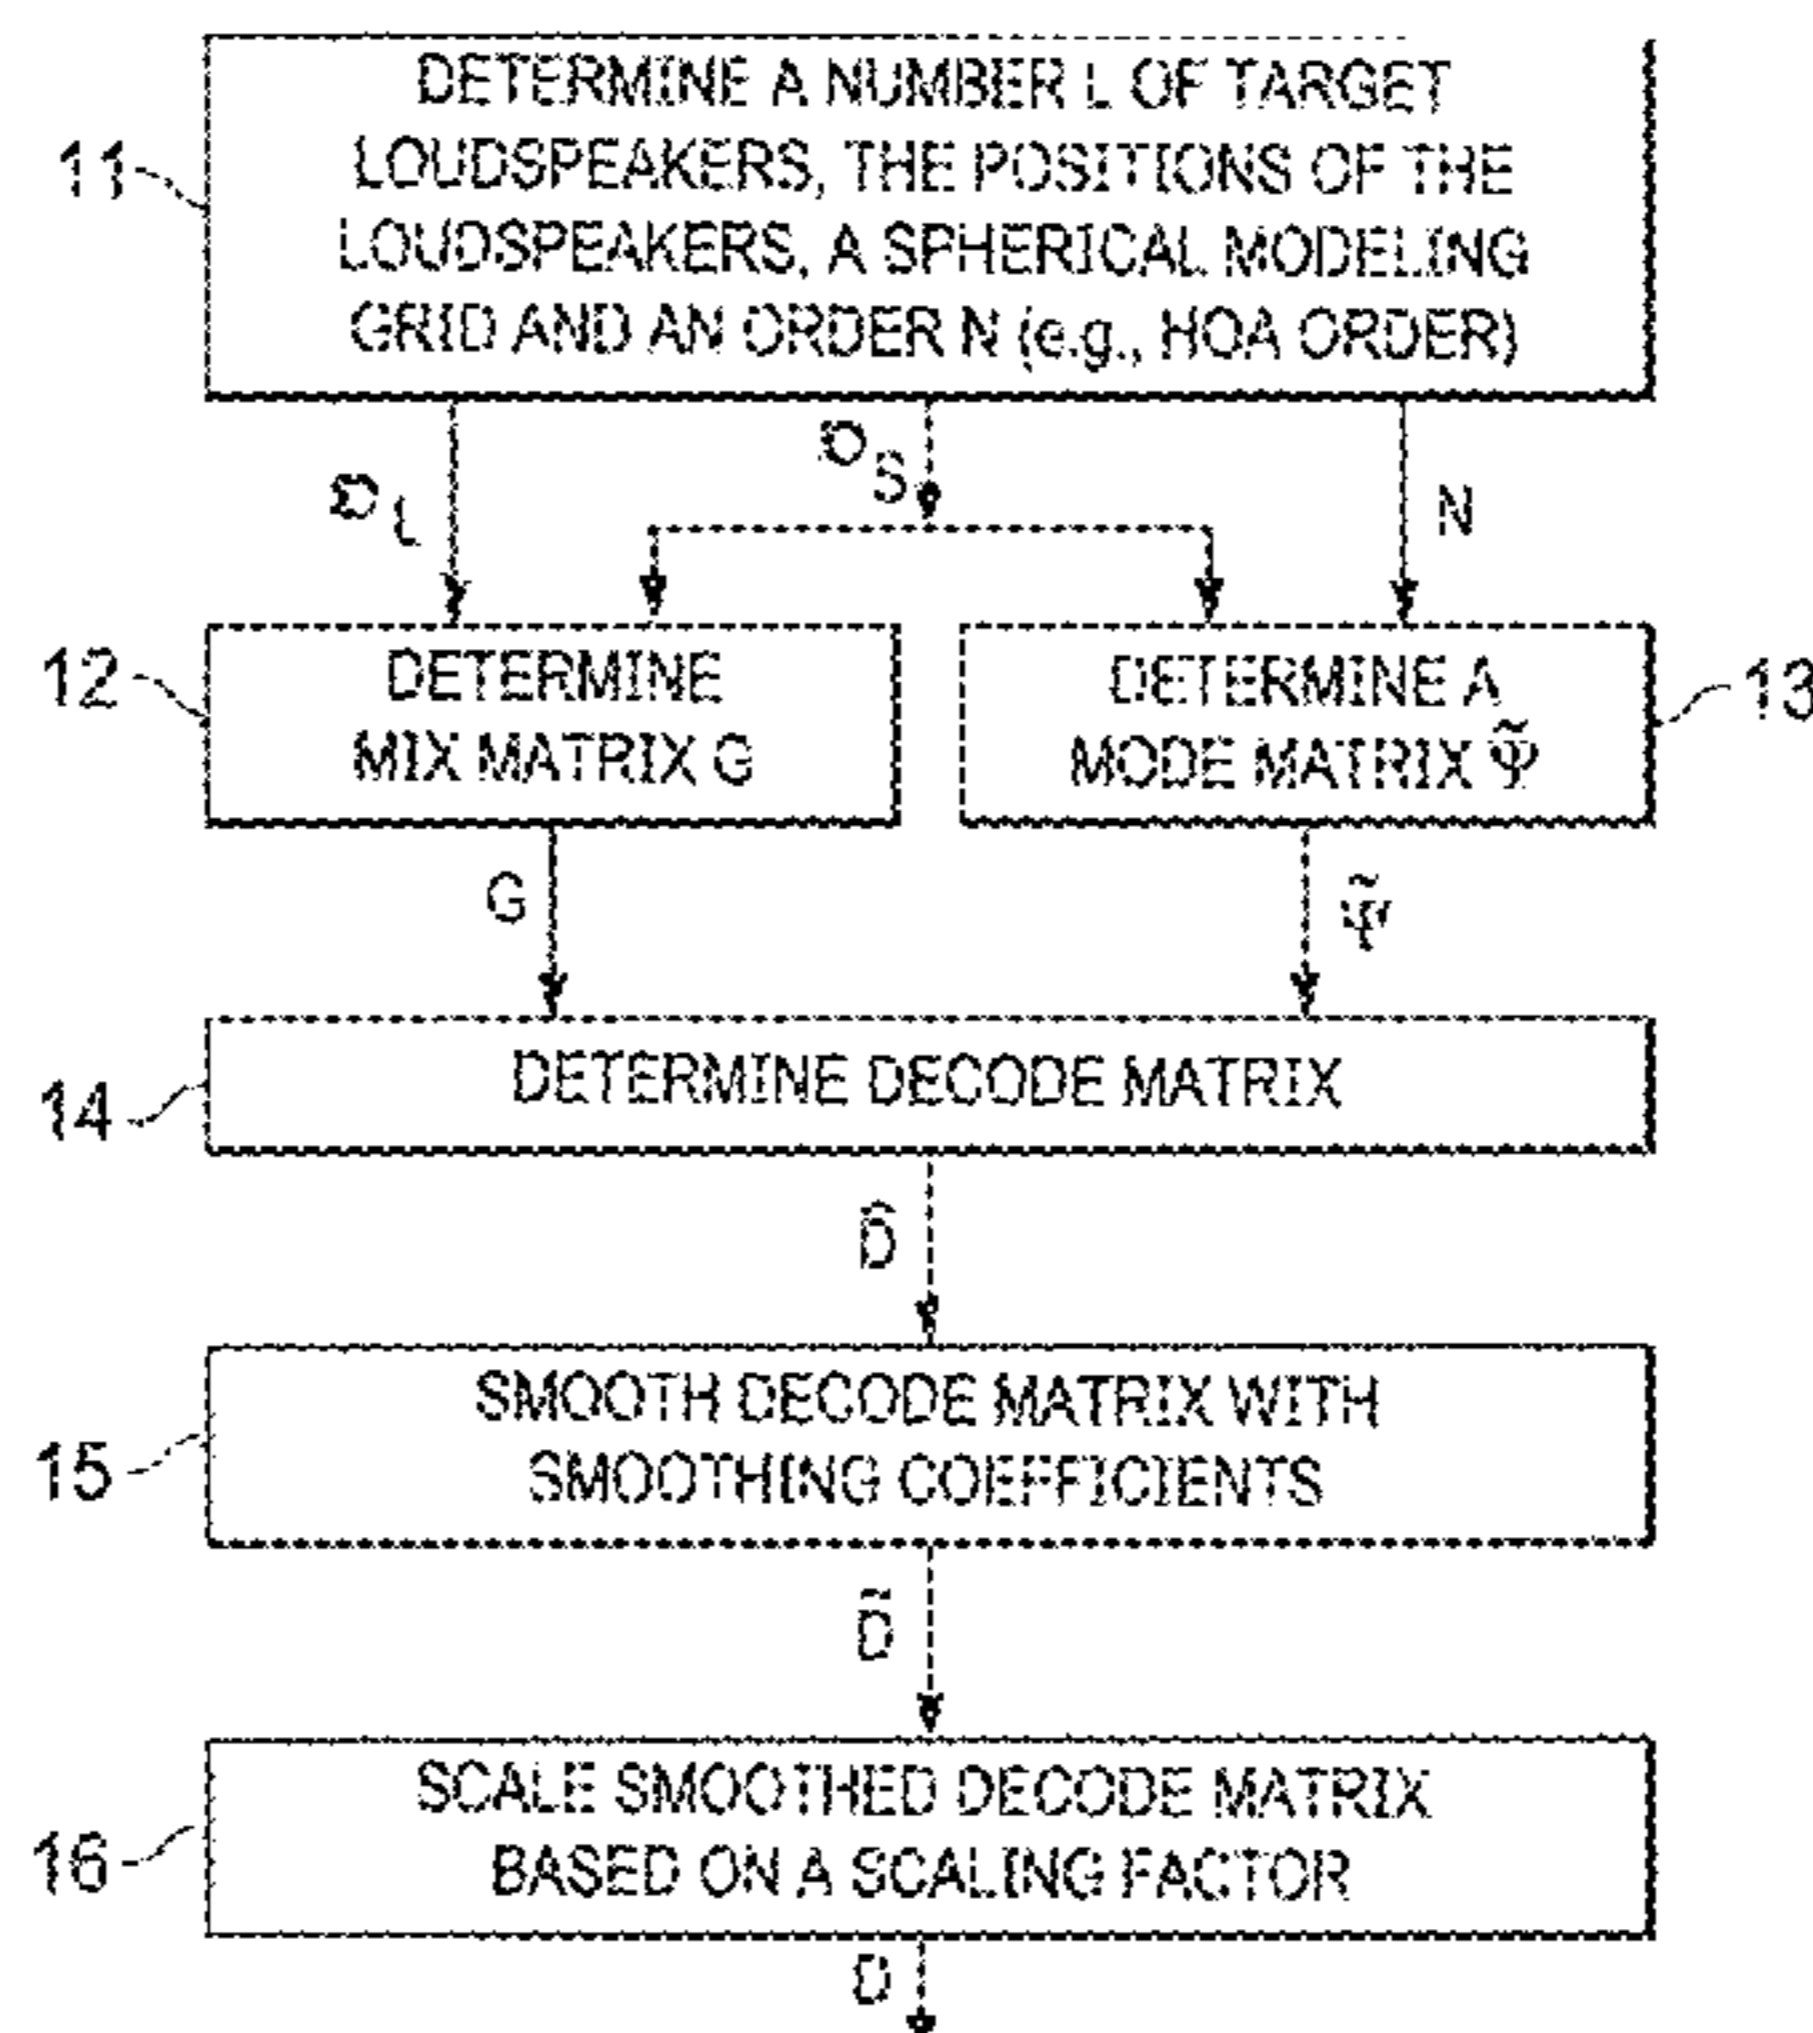 DETERMINE A NUMBER L OF TARGET
LOUDSPEAKERS, THE POSITIONS OF THE
LOUDSPEAKERS, A SPHERICAL MODELING
GRID AND AN ORDER N (e.g., HOA ORDER)
11
N
12
DETERMINE
MIX MATRIX G
DETERMINE A
MODE MATRIX Ψ̃
13
G
Ψ̃
14
DETERMINE DECODE MATRIX
15
SMOOTH DECODE MATRIX WITH
SMOOTHING COEFFICIENTS
D̃
16
SCALE SMOOTHED DECODE MATRIX
BASED ON A SCALING FACTOR
D